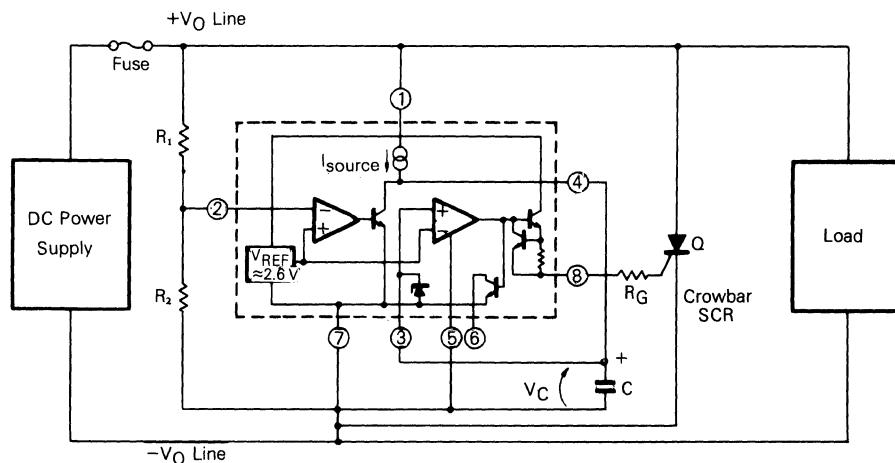 +VO Line
Fuse
1
R1
Isource
4
2
−
+
+
−
DC Power
Supply
VREF
≈2.6 V
Q
Load
8
RG
Crowbar
SCR
R2
7
3
5
6
+
VC
C
−VO Line